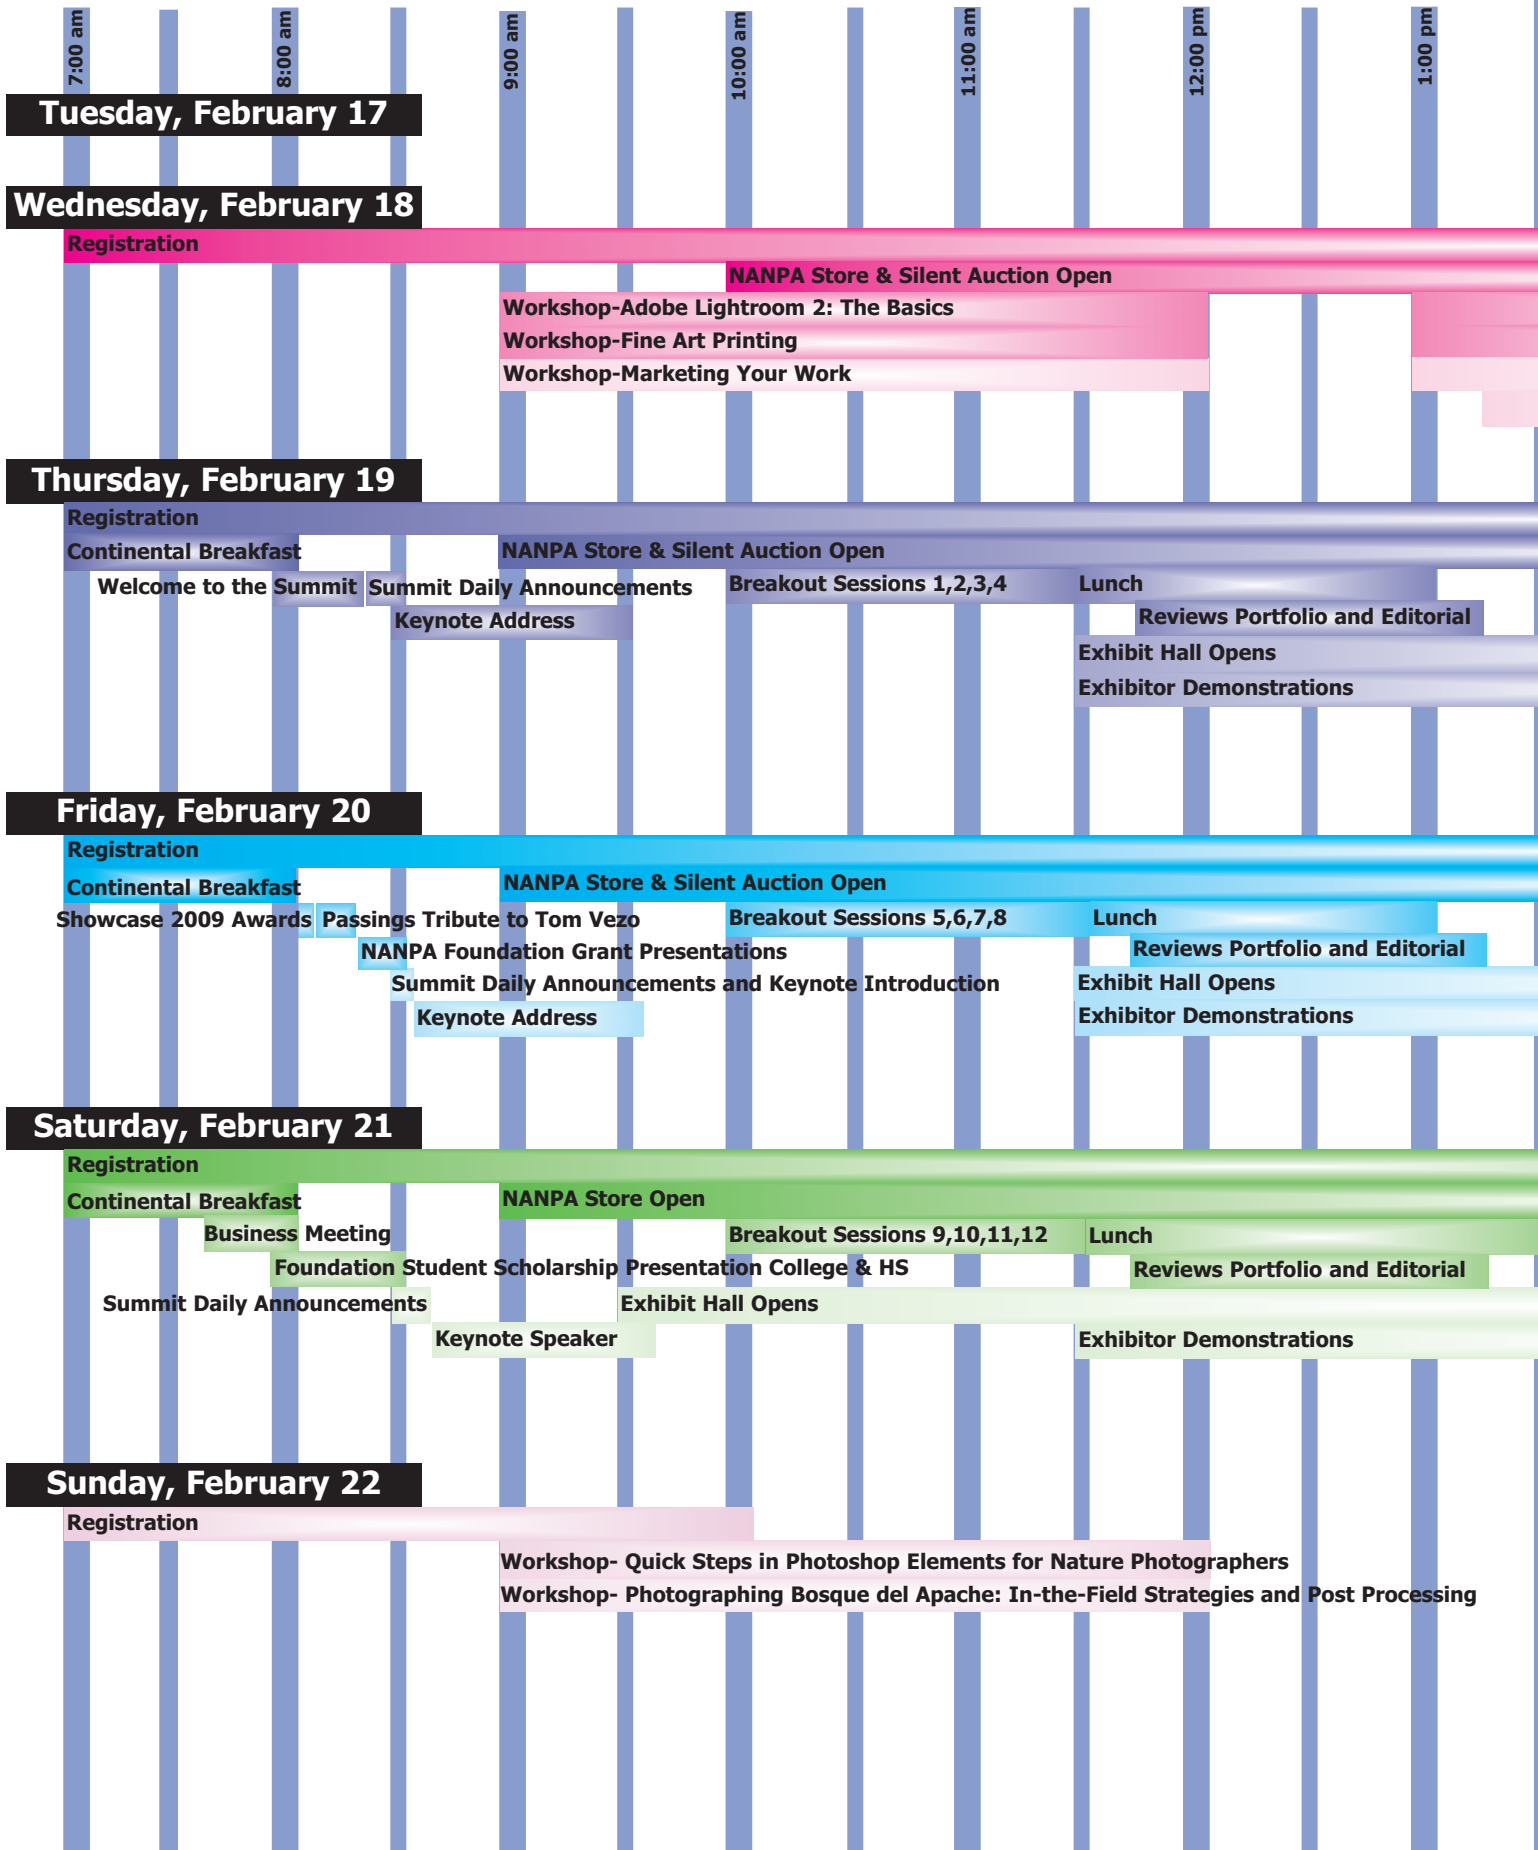 7:00 am
8:00 am
9:00 am
10:00 am
11:00 am
12:00 pm
1:00 pm
Tuesday, February 17
Wednesday, February 18
Registration
NANPA Store & Silent Auction Open
Workshop-Adobe Lightroom 2: The Basics
Workshop-Fine Art Printing
Workshop-Marketing Your Work
Thursday, February 19
Registration
Continental Breakfast
NANPA Store & Silent Auction Open
Welcome to the Summit
Summit Daily Announcements
Breakout Sessions 1,2,3,4
Lunch
Keynote Address
Reviews Portfolio and Editorial
Exhibit Hall Opens
Exhibitor Demonstrations
Friday, February 20
Registration
Continental Breakfast
NANPA Store & Silent Auction Open
Showcase 2009 Awards
Passings Tribute to Tom Vezo
Breakout Sessions 5,6,7,8
Lunch
NANPA Foundation Grant Presentations
Reviews Portfolio and Editorial
Summit Daily Announcements and Keynote Introduction
Exhibit Hall Opens
Keynote Address
Exhibitor Demonstrations
Saturday, February 21
Registration
Continental Breakfast
NANPA Store Open
Business Meeting
Breakout Sessions 9,10,11,12
Lunch
Foundation Student Scholarship Presentation College & HS
Reviews Portfolio and Editorial
Summit Daily Announcements
Exhibit Hall Opens
Keynote Speaker
Exhibitor Demonstrations
Sunday, February 22
Registration
Workshop- Quick Steps in Photoshop Elements for Nature Photographers
Workshop- Photographing Bosque del Apache: In-the-Field Strategies and Post Processing